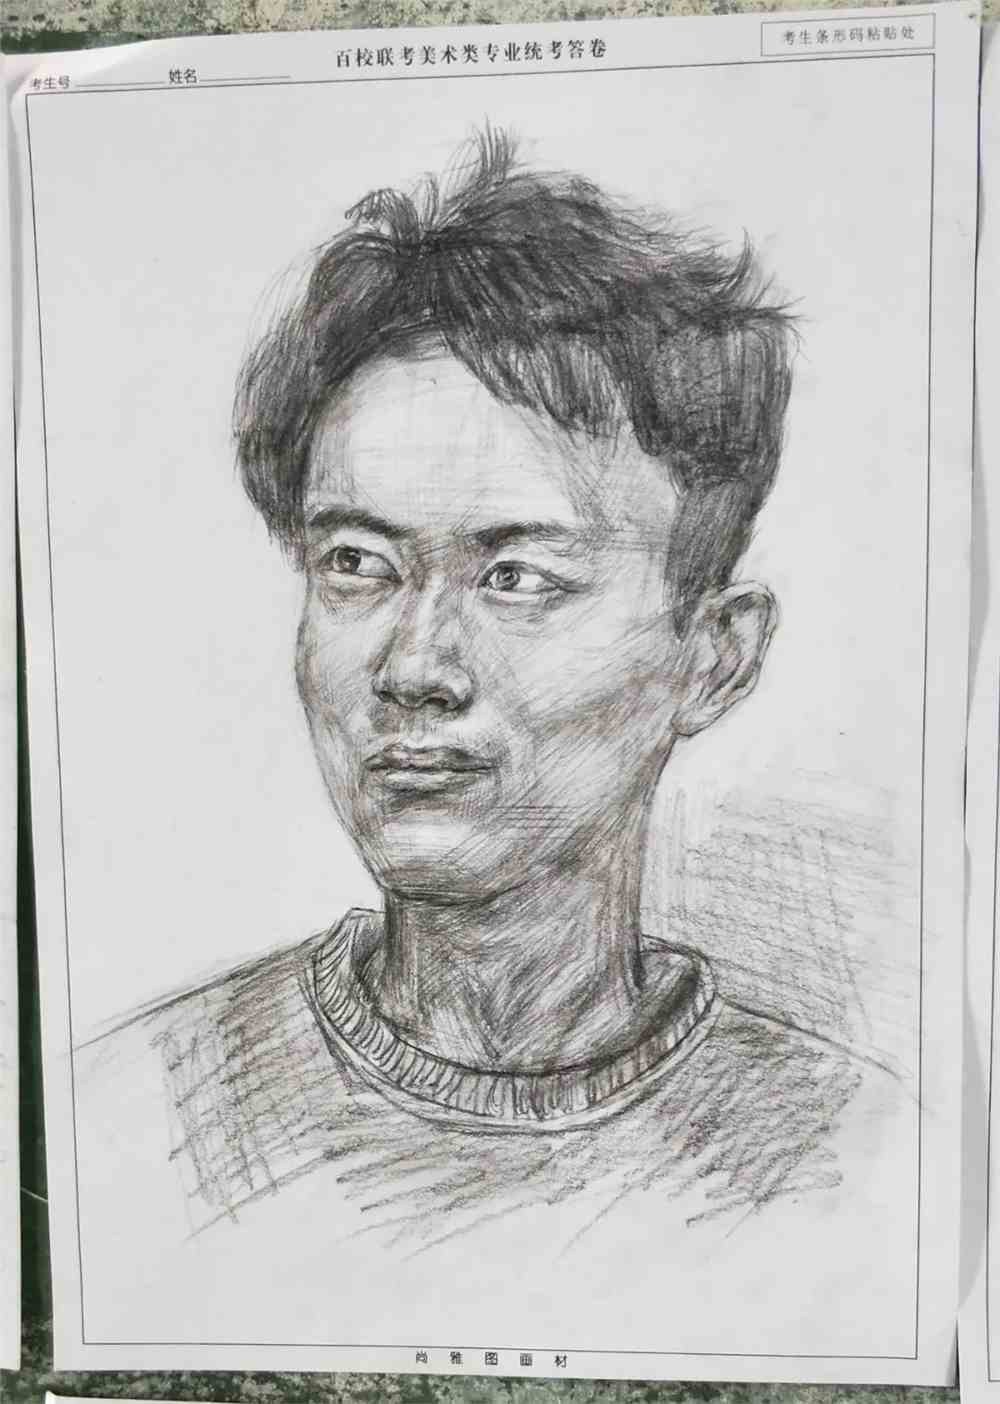 百校联考美术类专业统考答卷
考生条形码粘贴处
考生号 姓名
尚雅图画材